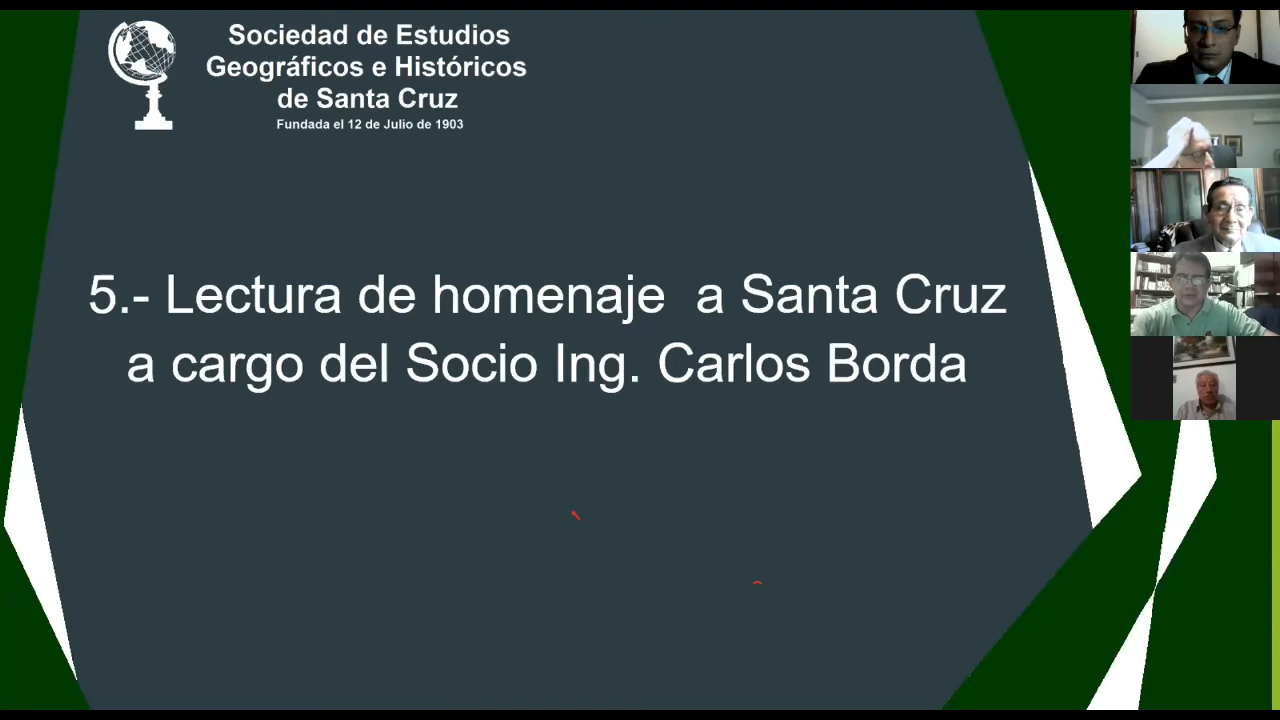 Sociedad de Estudios
Geográficos e Históricos
de Santa Cruz
Fundada el 12 de Julio de 1903
5.- Lectura de homenaje a Santa Cruz
a cargo del Socio Ing. Carlos Borda